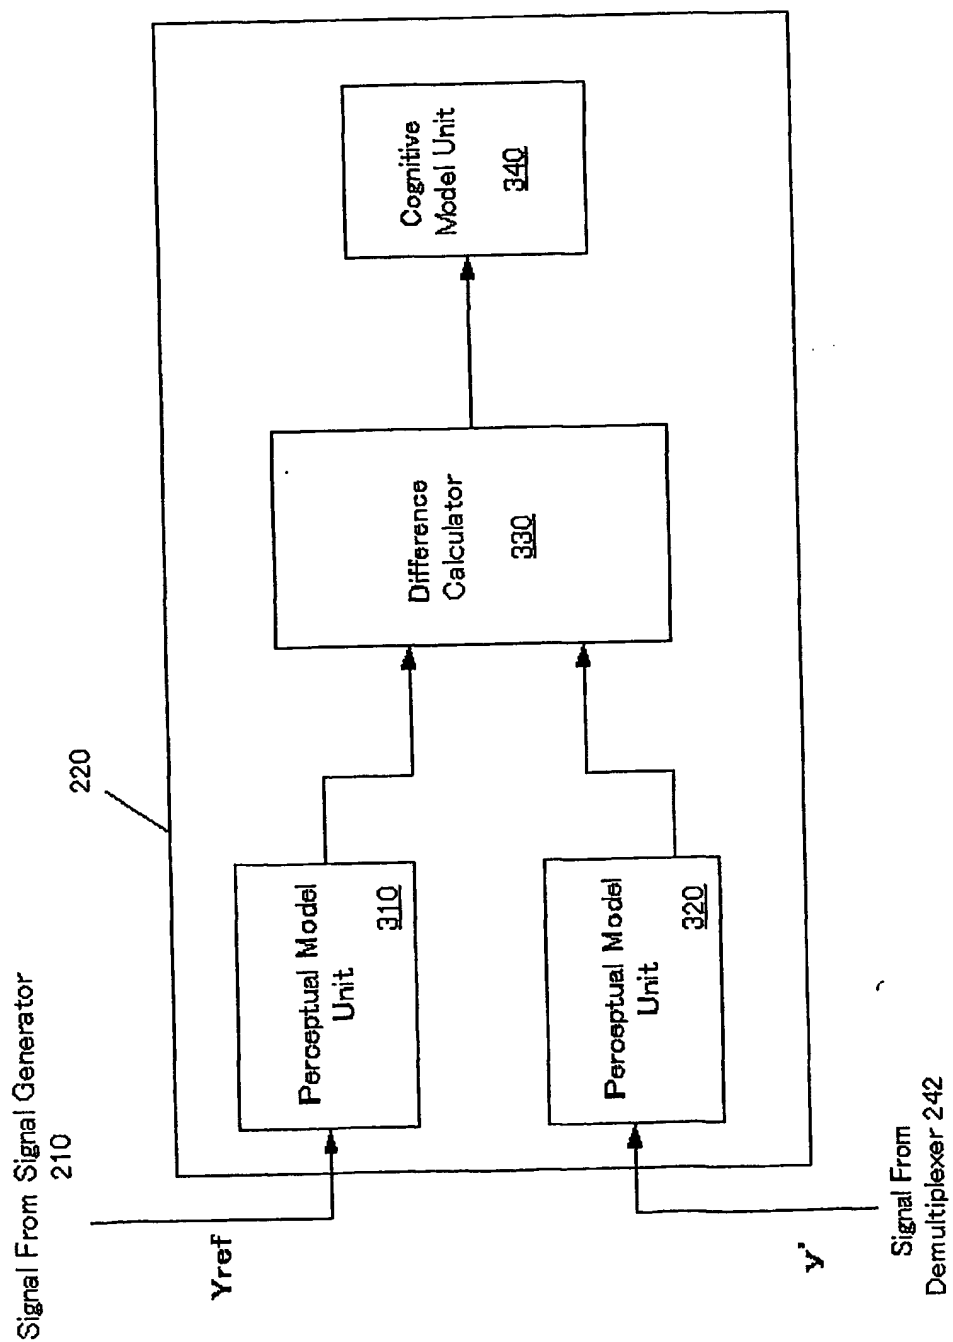 Signal From Signal Generator
210
220
Yref
Perceptual Model
Unit
310
Difference
Calculator
330
Cognitive
Model Unit
340
Perceptual Model
Unit
320
y'
Signal From
Demultiplexer 242